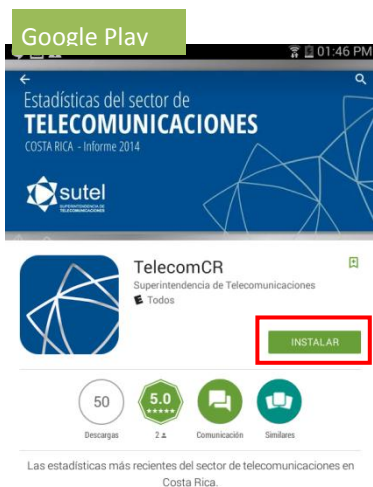 Google Play
01:46 PM
Estadísticas del sector de
TELECOMUNICACIONES
COSTA RICA - Informe 2014
sutel
SUPERINTENDENCIA DE
TELECOMUNICACIONES
TelecomCR
Superintendencia de Telecomunicaciones
Todos
INSTALAR
50
5.0
Descargas
2
Comunicación
Similares
Las estadísticas más recientes del sector de telecomunicaciones en
Costa Rica.